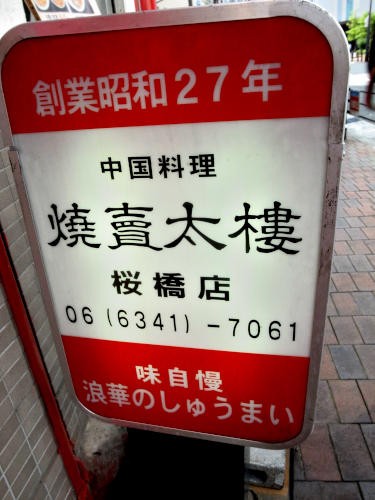 創業昭和27年
中国料理
燒賣太樓
桜橋店
06(6341)-7061
味自慢
浪華のしゅうまい